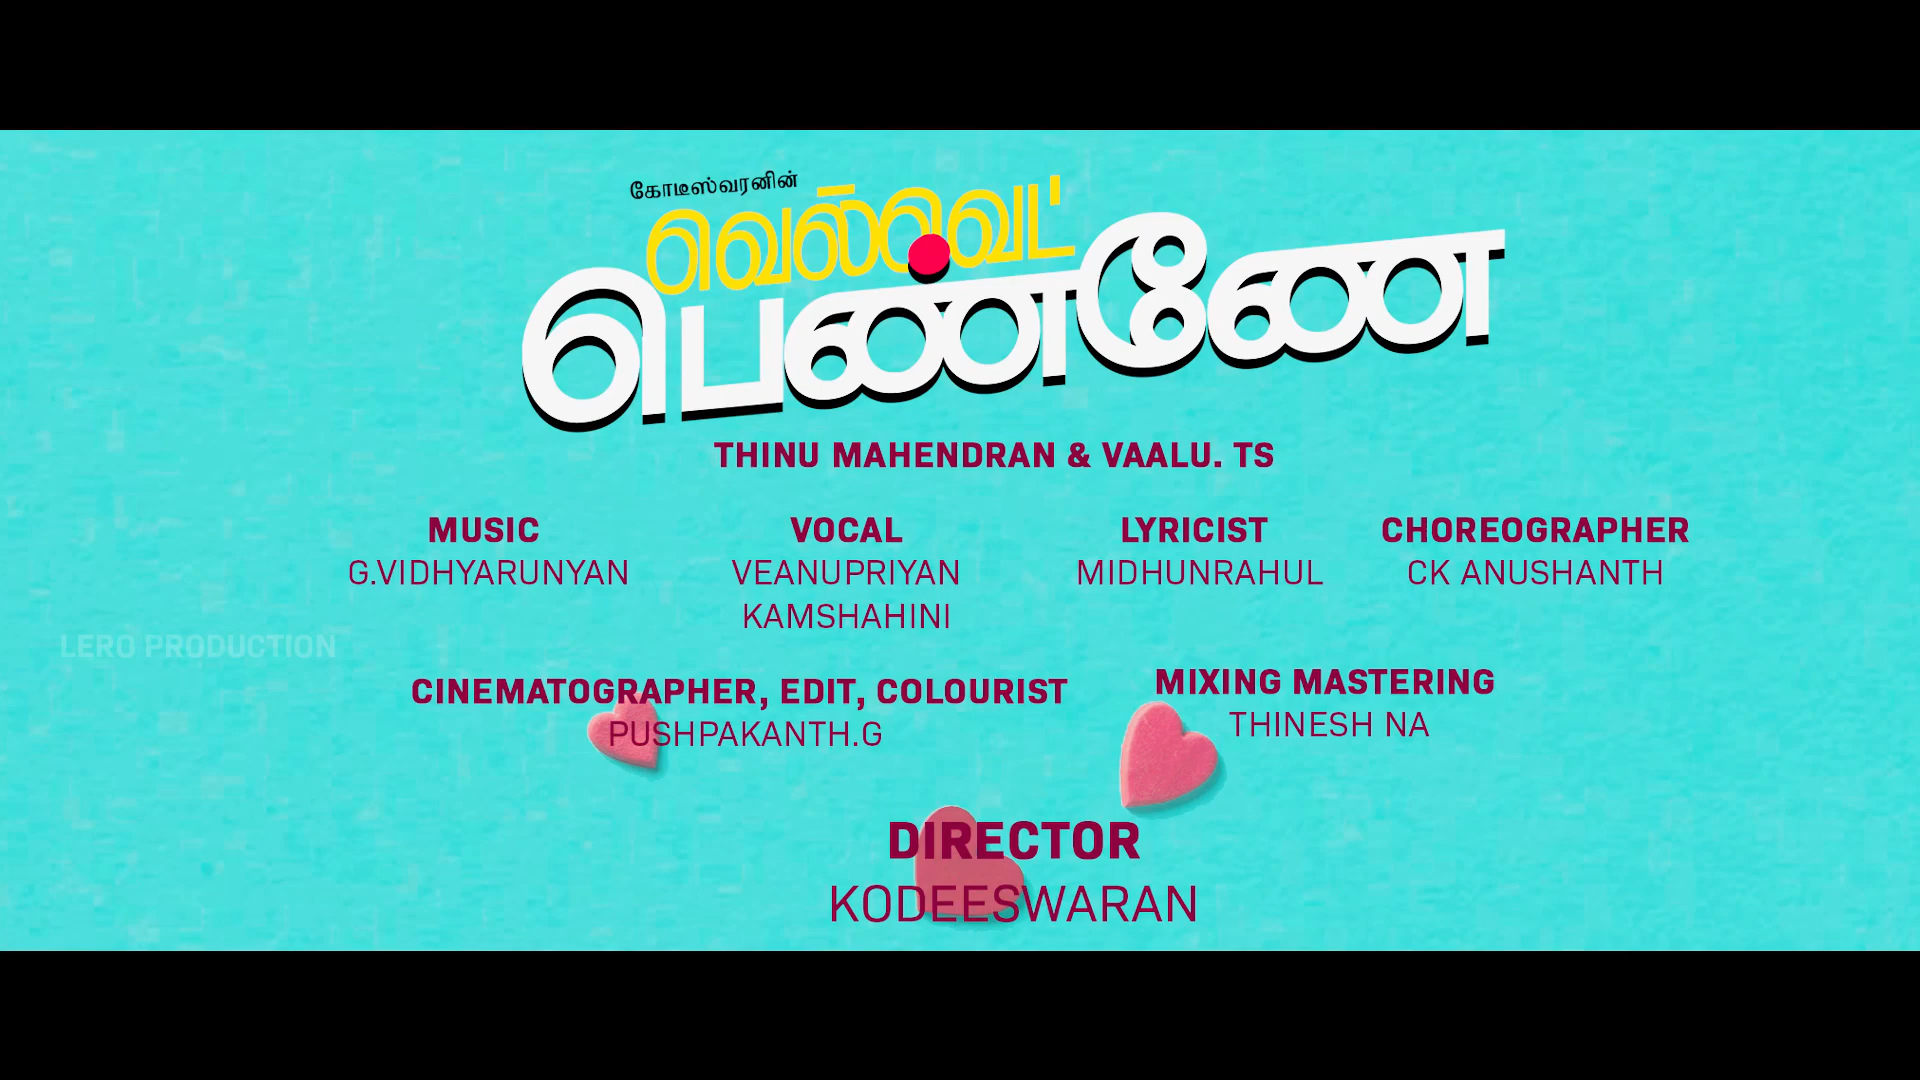 கோடீஸ்வரனின்
வெல்வெட்
பெண்ணே
THINU MAHENDRAN & VAALU. TS
MUSIC
G.VIDHYARUNYAN
VOCAL
VEANUPRIYAN
KAMSHAHINI
LYRICIST
MIDHUNRAHUL
CHOREOGRAPHER
CK ANUSHANTH
LERO PRODUCTION
CINEMATOGRAPHER, EDIT, COLOURIST
PUSHPAKANTH.G
MIXING MASTERING
THINESH NA
DIRECTOR
KODEESWARAN